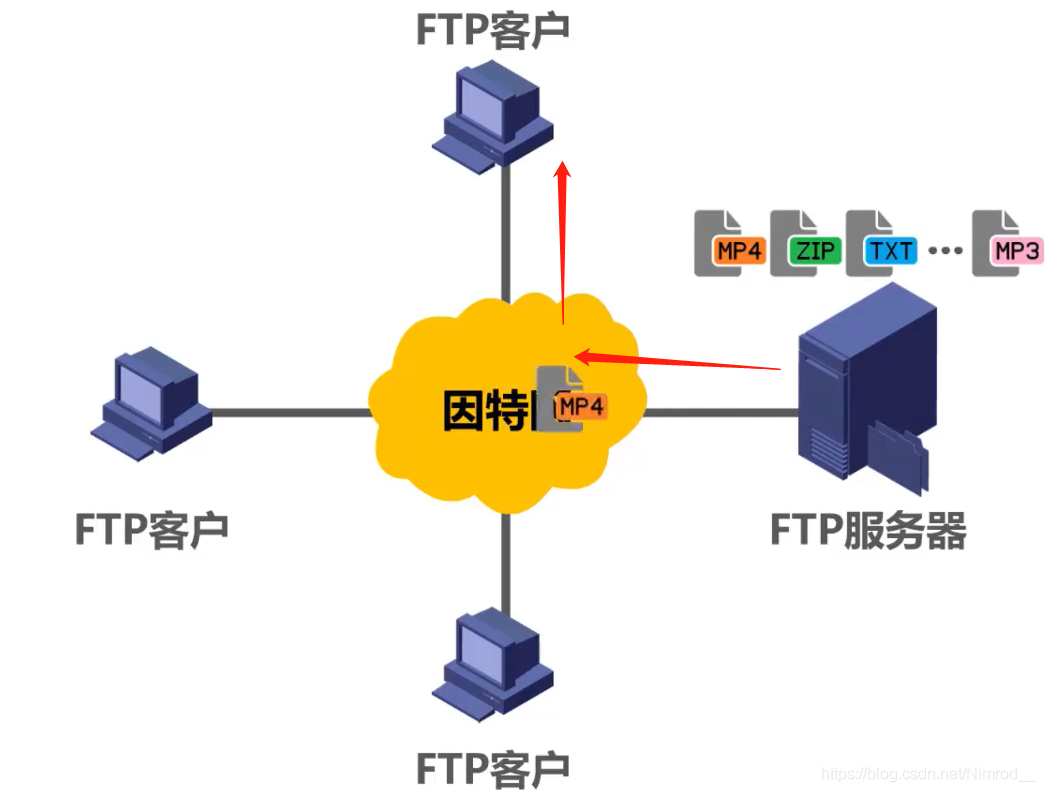 FTP客户
MP4 ZIP TXT ... MP3
因特
MP4
FTP客户
FTP服务器
FTP客户
https://blog.csdn.net/Nimrod__